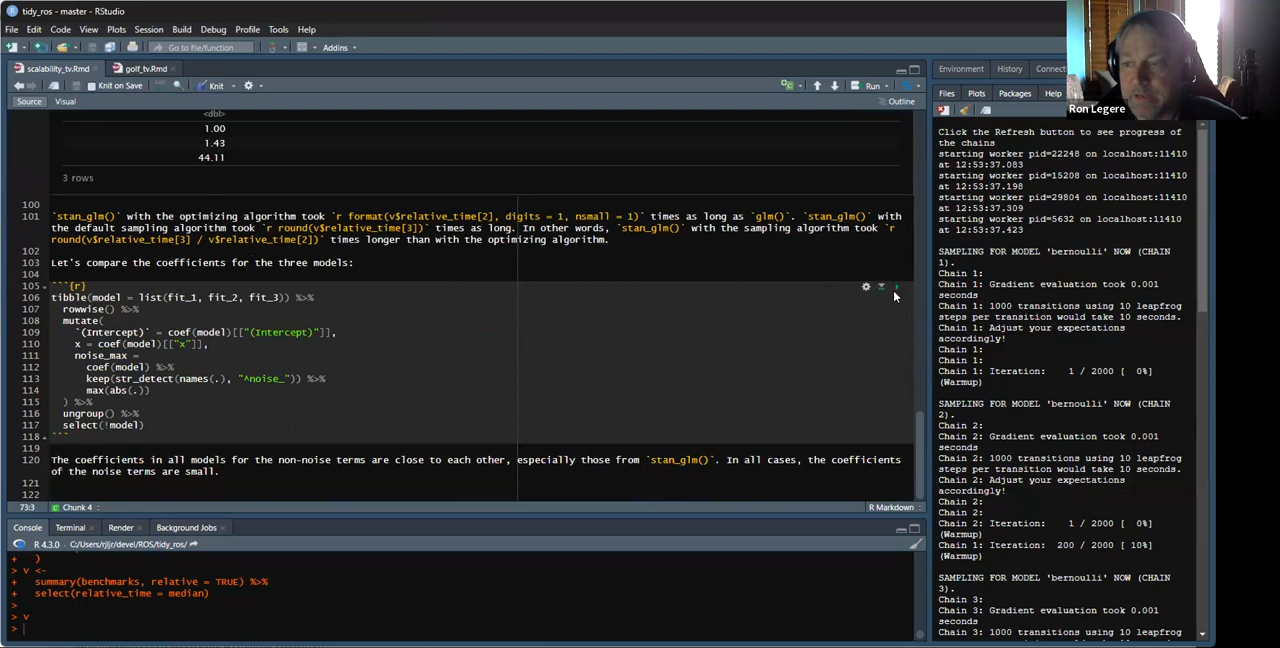 tidy_ros - master - RStudio
File Edit Code View Plots Session Build Debug Profile Tools Help
Go to file/function
Addins
scalability_tv.Rmd
golf_tv.Rmd
Knit on Save
Knit
Run
Source
Visual
Outline
<dbl>
1.00
1.43
44.11
3 rows
100
101 `stan_glm()` with the optimizing algorithm took `r format(v$relative_time[2], digits = 1, nsmall = 1)` times as long as `glm()`. `stan_glm()` with
the default sampling algorithm took `r round(v$relative_time[3])` times as long. In other words, `stan_glm()` with the sampling algorithm took `r
round(v$relative_time[3] / v$relative_time[2])` times longer than with the optimizing algorithm.
102
103 Let's compare the coefficients for the three models:
104
105 ```{r}
106 tibble(model = list(fit_1, fit_2, fit_3)) %>%
107 rowwise() %>%
108 mutate(
109 `(Intercept)` = coef(model)[["(Intercept)"]],
110 x = coef(model)[["x"]],
111 noise_max =
112 coef(model) %>%
113 keep(str_detect(names(.), "^noise_")) %>%
114 max(abs(.))
115 ) %>%
116 ungroup() %>%
117 select(!model)
118 ```
119
120 The coefficients in all models for the non-noise terms are close to each other, especially those from `stan_glm()`. In all cases, the coefficients
of the noise terms are small.
121
122
73:3
Chunk 4
R Markdown
Console Terminal Render Background Jobs
R 4.3.0 · C:/Users/rjljr/devel/ROS/tidy_ros/
+ )
> v <-
+ summary(benchmarks, relative = TRUE) %>%
+ select(relative_time = median)
>
> v
>
Environment History Connect
Ron Legere
Files Plots Packages Help
Click the Refresh button to see progress of
the chains
starting worker pid=22248 on localhost:11410
at 12:53:37.083
starting worker pid=15208 on localhost:11410
at 12:53:37.198
starting worker pid=29804 on localhost:11410
at 12:53:37.309
starting worker pid=5632 on localhost:11410
at 12:53:37.423
SAMPLING FOR MODEL 'bernoulli' NOW (CHAIN
1).
Chain 1:
Chain 1: Gradient evaluation took 0.001
seconds
Chain 1: 1000 transitions using 10 leapfrog
steps per transition would take 10 seconds.
Chain 1: Adjust your expectations
accordingly!
Chain 1:
Chain 1:
Chain 1: Iteration: 1 / 2000 [ 0%]
(Warmup)
SAMPLING FOR MODEL 'bernoulli' NOW (CHAIN
2).
Chain 2:
Chain 2: Gradient evaluation took 0.001
seconds
Chain 2: 1000 transitions using 10 leapfrog
steps per transition would take 10 seconds.
Chain 2: Adjust your expectations
accordingly!
Chain 2:
Chain 2:
Chain 2: Iteration: 1 / 2000 [ 0%]
(Warmup)
Chain 1: Iteration: 200 / 2000 [ 10%]
(Warmup)
SAMPLING FOR MODEL 'bernoulli' NOW (CHAIN
3).
Chain 3:
Chain 3: Gradient evaluation took 0.001
seconds
Chain 3: 1000 transitions using 10 leapfrog